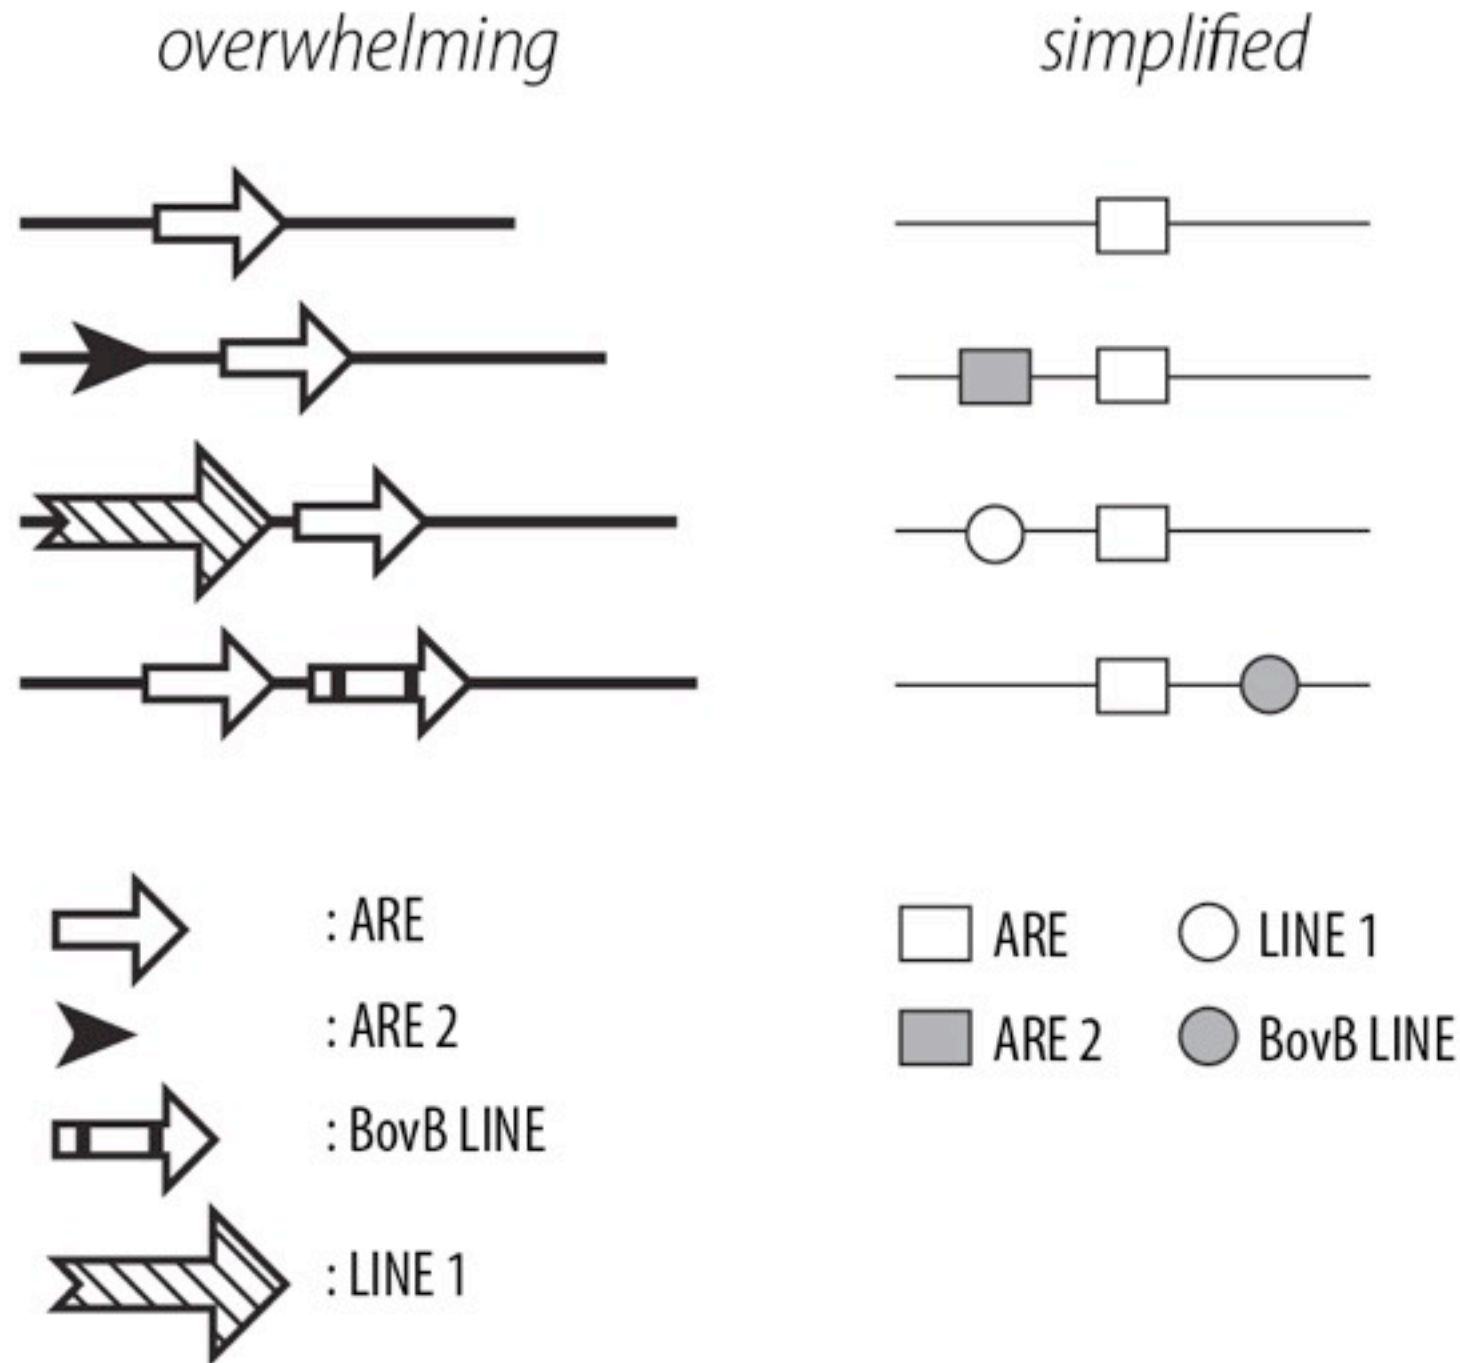 overwhelming
simplified
: ARE
: ARE 2
: BovB LINE
: LINE 1
ARE
LINE 1
ARE 2
BovB LINE